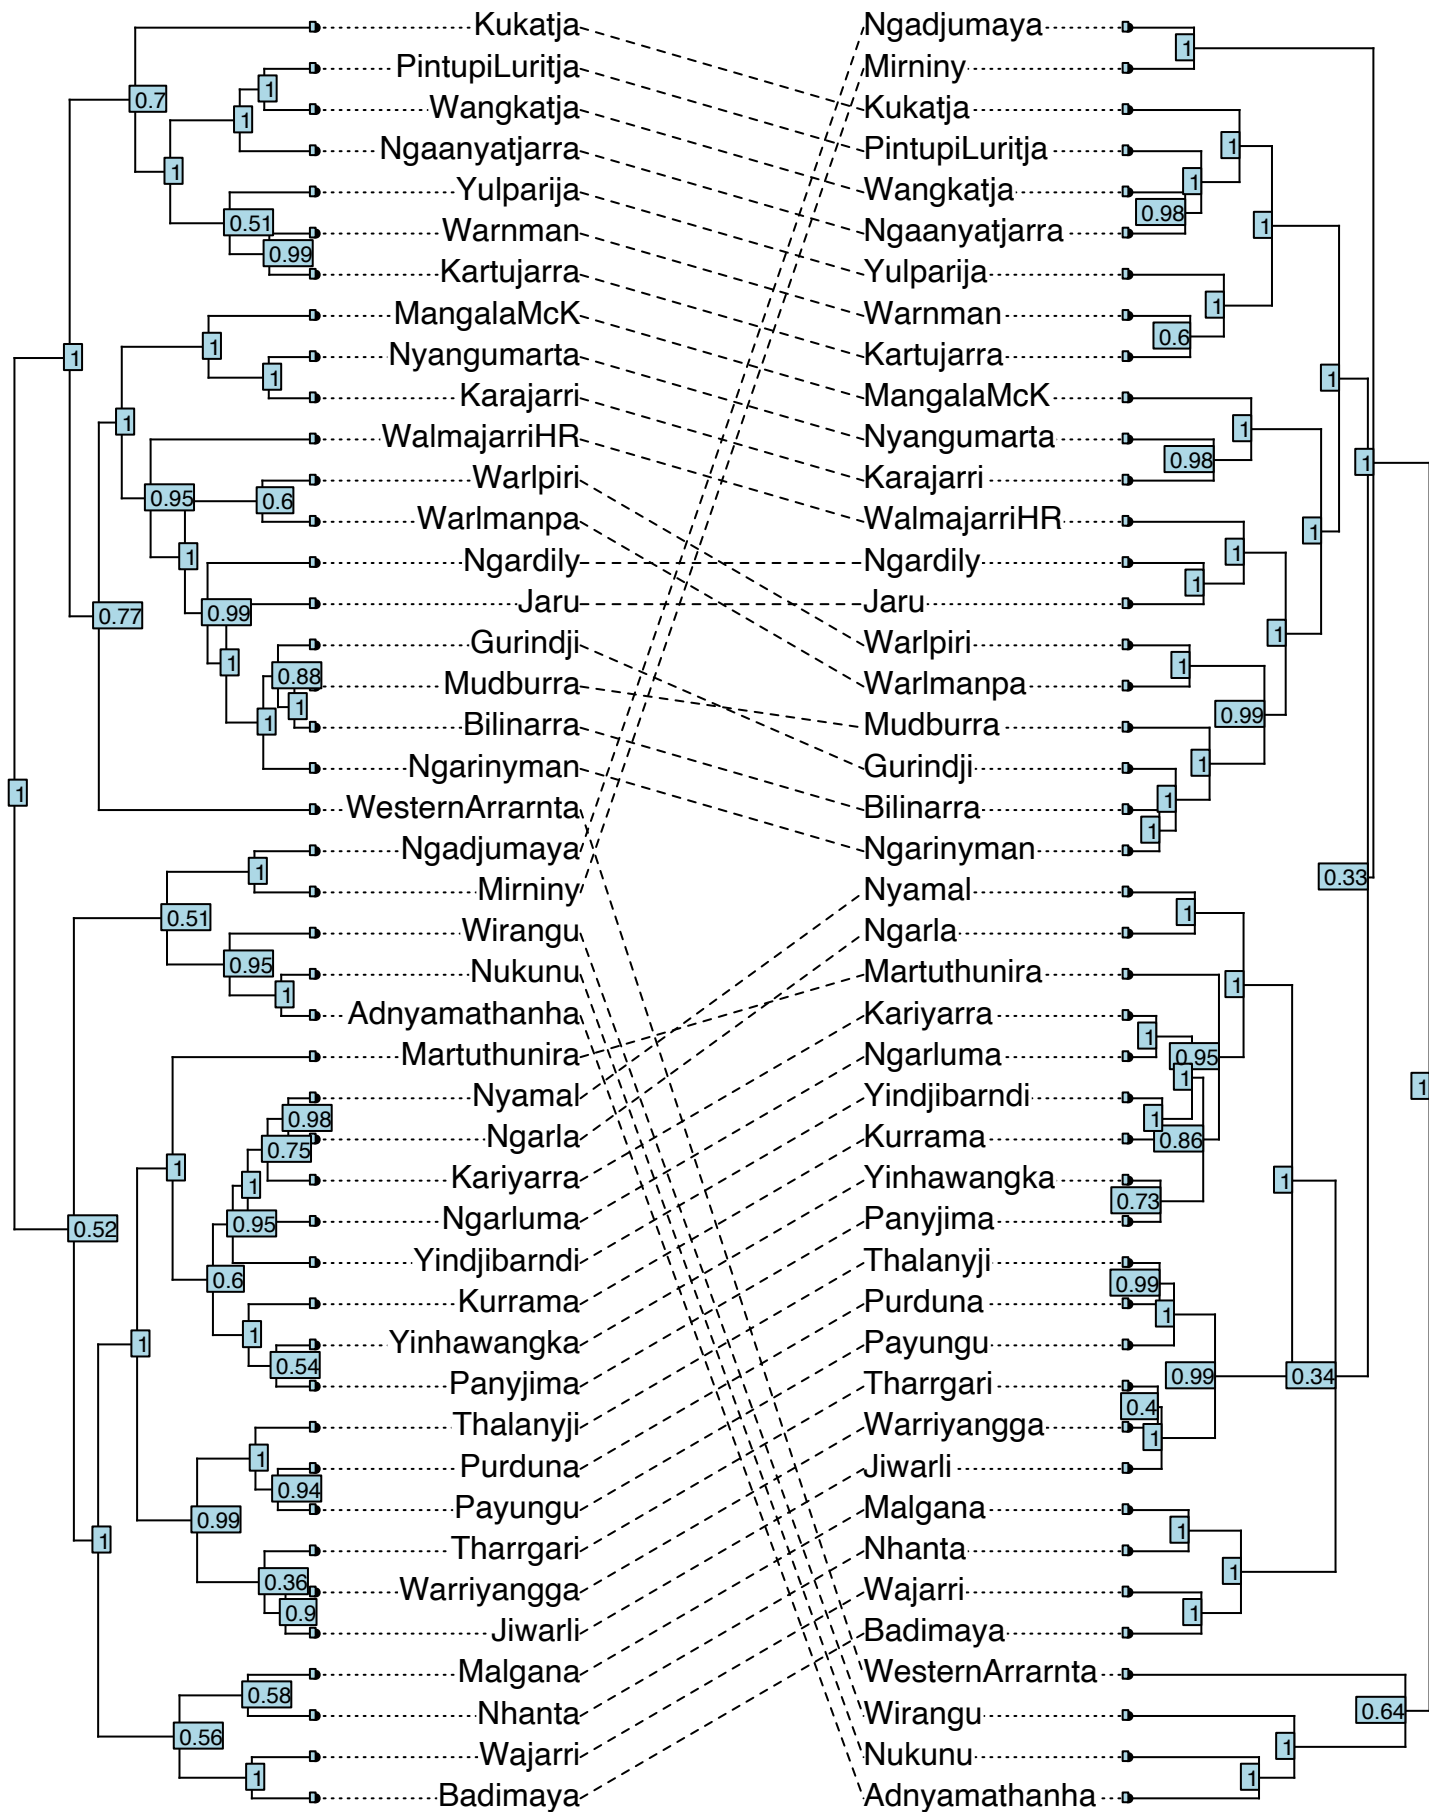 Kukatja Ngadjumaya
1
PintupiLuritja Mirniny
1
0.7 Wangkatja Kukatja
1
1
Ngaanyatjarra PintupiLuritja
1 1
Yulparija Wangkatja
0.98
0.51 Warnman Ngaanyatjarra 1
0.99
Kartujarra Yulparija
1
MangalaMcK Warnman
1 0.6
1 Nyangumarta Kartujarra
1 1
Karajarri MangalaMcK
1 1
WalmajarriHR Nyangumarta
0.98 1
Warlpiri Karajarri
0.95 0.6
Warlmanpa WalmajarriHR
1
1 1
Ngardily Ngardily
1
0.77 0.99 Jaru Jaru
1
Gurindji Warlpiri
1 1
0.88
Mudburra Warlmanpa
1 0.99
1 Bilinarra Mudburra
1
Ngarinyman Gurindji
1 1
WesternArrarnta Bilinarra
1
Ngadjumaya Ngarinyman
1 0.33
Mirniny Nyamal
0.51 1
Wirangu Ngarla
0.95
Nukunu Martuthunira
1 1
Adnyamathanha Kariyarra
1
Martuthunira Ngarluma
0.95
1 1
Nyamal Yindjibarndi
0.98 1
Ngarla Kurrama
0.75 0.86
1 Kariyarra Yinhawangka 1
1 0.73
0.52 0.95 Ngarluma Panyjima
Yindjibarndi Thalanyji
0.6 0.99
Kurrama Purduna
1 1
1 Yinhawangka Payungu
0.54 0.99 0.34
Panyjima Tharrgari
0.4
Thalanyji Warriyangga
1 1
Purduna Jiwarli
0.94
0.99 Payungu Malgana
1
1 Tharrgari Nhanta
0.36 1
Warriyangga Wajarri
0.9 1
Jiwarli Badimaya
Malgana WesternArrarnta
0.58 0.64
Nhanta Wirangu
0.56 1
Wajarri Nukunu
1 1
Badimaya Adnyamathanha